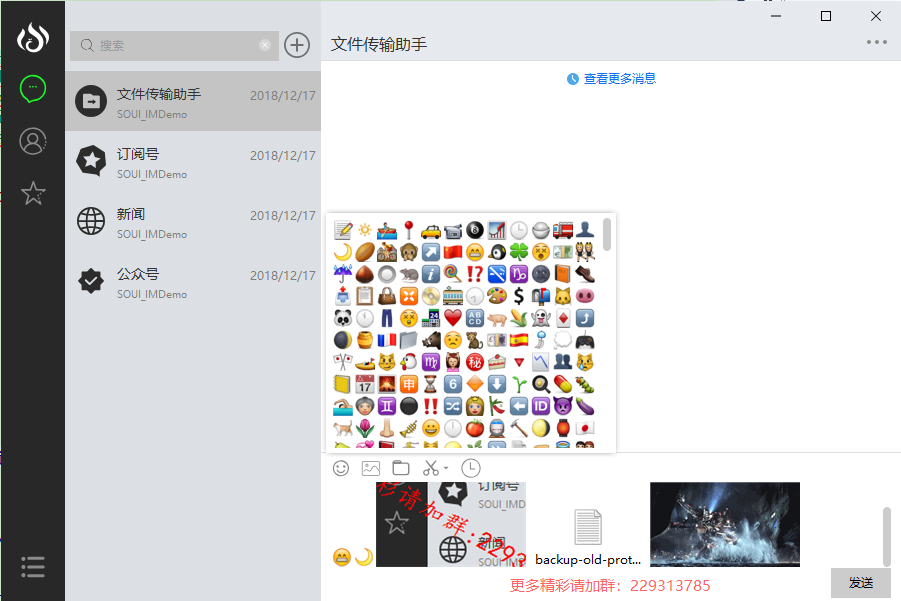 搜索
文件传输助手
文件传输助手 2018/12/17
SOUI_IMDemo
订阅号 2018/12/17
SOUI_IMDemo
新闻 2018/12/17
SOUI_IMDemo
公众号 2018/12/17
SOUI_IMDemo
查看更多消息
订阅号
SOUI_IMD
彩请加群:229
新闻
SOUI_IMD
backup-old-prot...
更多精彩请加群：229313785
发送